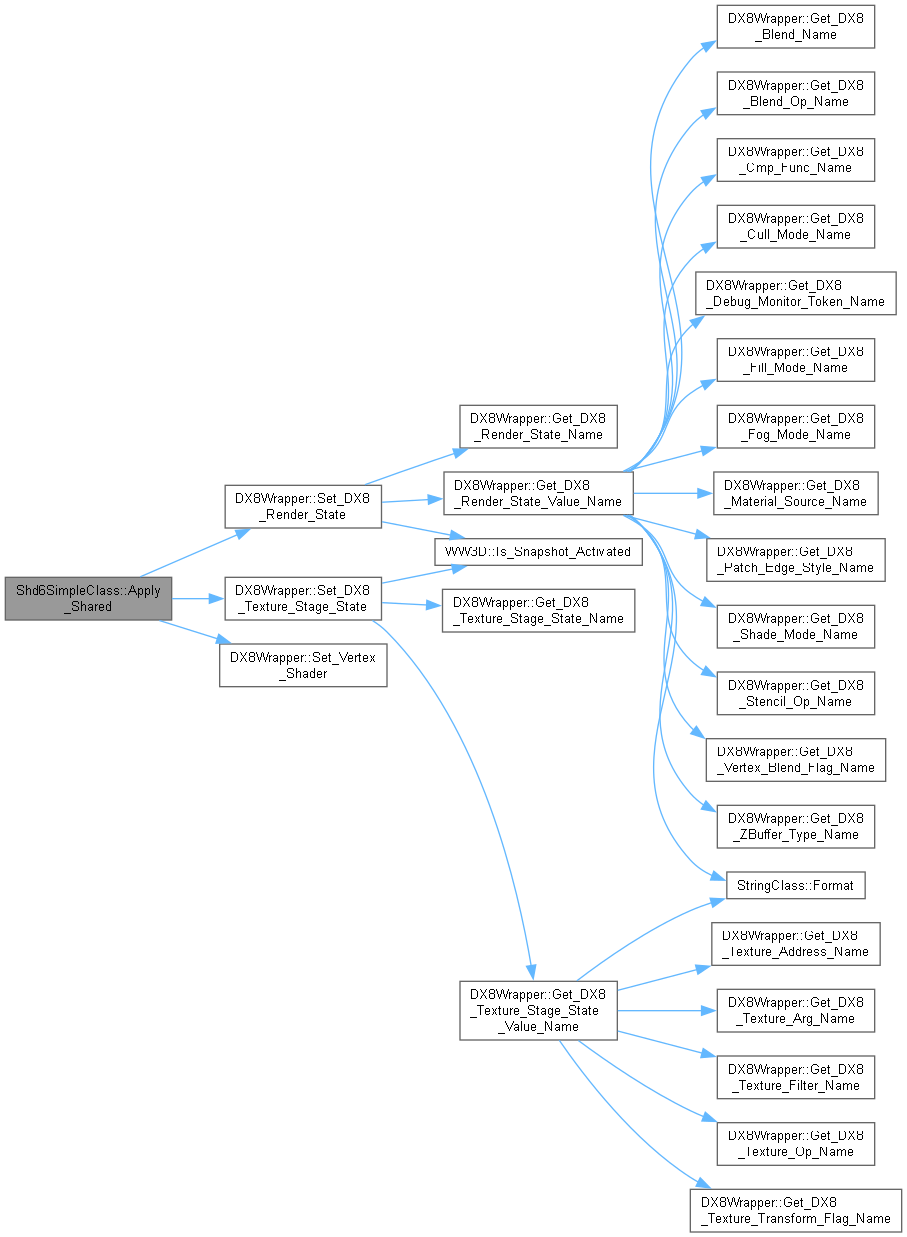 Shd6SimpleClass::Apply
_Shared
DX8Wrapper::Set_DX8
_Render_State
DX8Wrapper::Set_DX8
_Texture_Stage_State
DX8Wrapper::Set_Vertex
_Shader
DX8Wrapper::Get_DX8
_Render_State_Name
DX8Wrapper::Get_DX8
_Render_State_Value_Name
WW3D::Is_Snapshot_Activated
DX8Wrapper::Get_DX8
_Texture_Stage_State_Name
DX8Wrapper::Get_DX8
_Texture_Stage_State
_Value_Name
DX8Wrapper::Get_DX8
_Blend_Name
DX8Wrapper::Get_DX8
_Blend_Op_Name
DX8Wrapper::Get_DX8
_Cmp_Func_Name
DX8Wrapper::Get_DX8
_Cull_Mode_Name
DX8Wrapper::Get_DX8
_Debug_Monitor_Token_Name
DX8Wrapper::Get_DX8
_Fill_Mode_Name
DX8Wrapper::Get_DX8
_Fog_Mode_Name
DX8Wrapper::Get_DX8
_Material_Source_Name
DX8Wrapper::Get_DX8
_Patch_Edge_Style_Name
DX8Wrapper::Get_DX8
_Shade_Mode_Name
DX8Wrapper::Get_DX8
_Stencil_Op_Name
DX8Wrapper::Get_DX8
_Vertex_Blend_Flag_Name
DX8Wrapper::Get_DX8
_ZBuffer_Type_Name
StringClass::Format
DX8Wrapper::Get_DX8
_Texture_Address_Name
DX8Wrapper::Get_DX8
_Texture_Arg_Name
DX8Wrapper::Get_DX8
_Texture_Filter_Name
DX8Wrapper::Get_DX8
_Texture_Op_Name
DX8Wrapper::Get_DX8
_Texture_Transform_Flag_Name